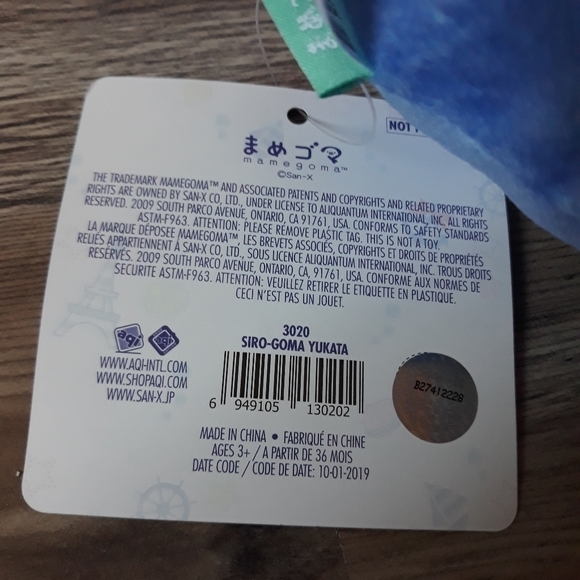 NOT
まめゴマ
mamegoma™
©San-X
THE TRADEMARK MAMEGOMA™ AND ASSOCIATED PATENTS AND COPYRIGHTS AND RELATED PROPRIETARY
RIGHTS ARE OWNED BY SAN-X CO, LTD., UNDER LICENSE TO ALIQUANTUM INTERNATIONAL, INC. ALL RIGHTS
RESERVED. 2009 SOUTH PARCO AVENUE, ONTARIO, CA 91761, USA. CONFORMS TO SAFETY STANDARDS
ASTM-F963. ATTENTION: PLEASE REMOVE PLASTIC TAG. THIS IS NOT A TOY.
LA MARQUE DÉPOSEE MAMEGOMA™, LES BREVETS ASSOCIÉS, COPYRIGHTS ET DROITS DE PROPRIÉTÉS
RELIÉS APPARTIENNENT À SAN-X CO, LTD., SOUS LICENCE ALIQUANTUM INTERNATIONAL, INC. TROUS DROITS
RESERVÉS. 2009 SOUTH PARCO AVENUE, ONTARIO, CA, 91761, USA. CONFORME AUX NORMES DE
SECURITE ASTM-F963. ATTENTION: VEUILLEZ RETIRER LE ETIQUETTE EN PLASTIQUE.
CECI N'EST PAS UN JOUET.
3020
SIRO-GOMA YUKATA
aqi
WWW.AQI-INTL.COM
WWW.SHOPAQI.COM
WWW.SAN-X.JP
6 949105 130202
B27412228
MADE IN CHINA • FABRIQUÉ EN CHINE
AGES 3+ / A PARTIR DE 36 MOIS
DATE CODE / CODE DE DATE: 10-01-2019